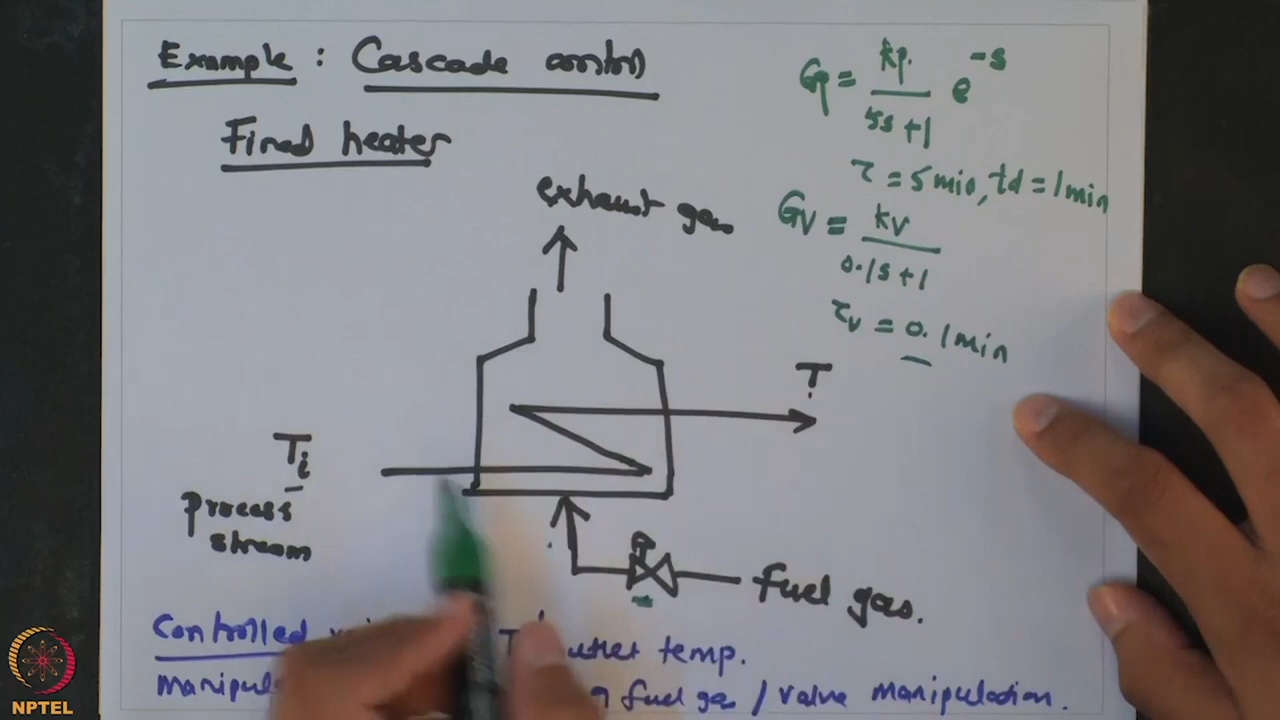 Example : Cascade control
Fired heater
Gp = kp. / 5s+1 e^-s
τ = 5 min, td = 1 min
Gv = kv / 0.1s+1
τv = 0.1 min
exhaust gas
T
Ti
process
stream
fuel gas.
Controlled outlet temp.
fuel gas / valve manipulation.
NPTEL